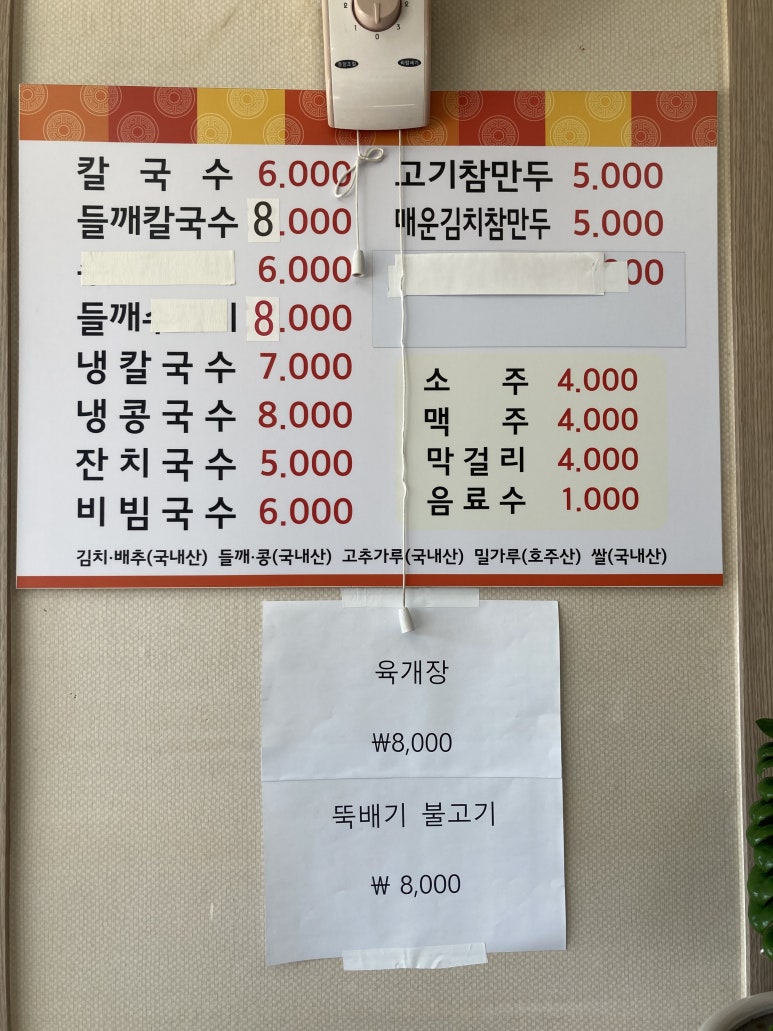 칼국수 6.000
들깨칼국수 8.000
6.000
들깨 8.000
냉칼국수 7.000
냉콩국수 8.000
잔치국수 5.000
비빔국수 6.000
고기참만두 5.000
매운김치참만두 5.000
소주 4.000
맥주 4.000
막걸리 4.000
음료수 1.000
김치·배추(국내산) 들깨·콩(국내산) 고추가루(국내산) 밀가루(호주산) 쌀(국내산)
육개장
₩8,000
뚝배기 불고기
₩ 8,000
1 0 3